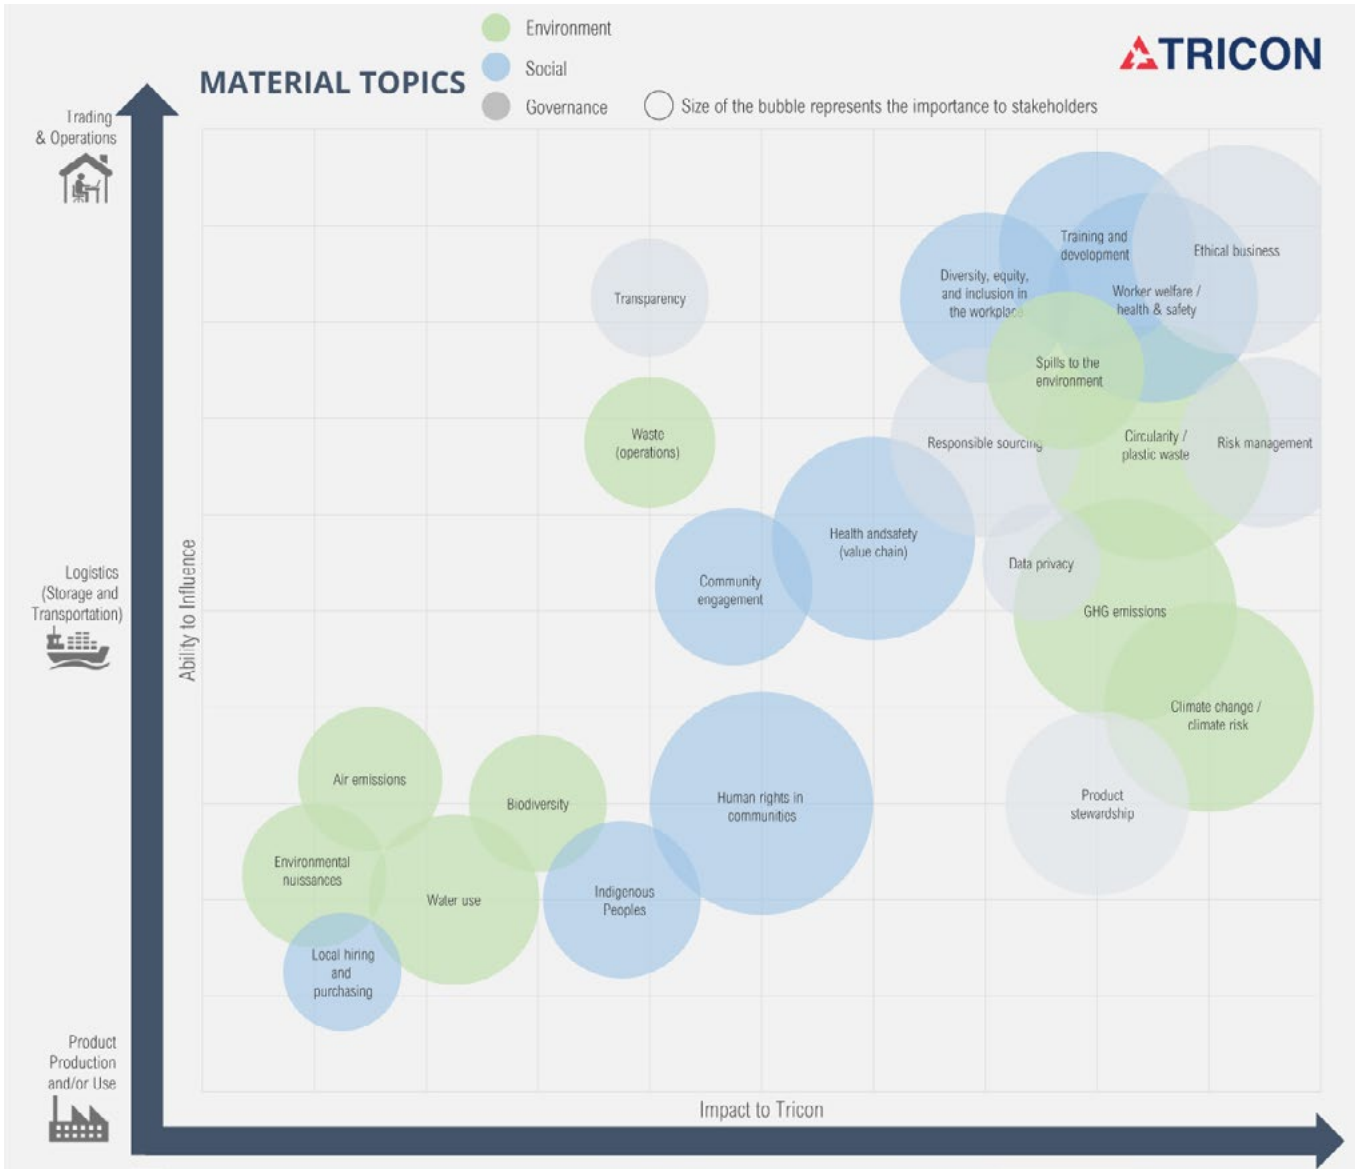 Environment
Social
Governance
Size of the bubble represents the importance to stakeholders
MATERIAL TOPICS
TRICON
Trading
& Operations
Logistics
(Storage and
Transportation)
Product
Production
and/or Use
Ability to Influence
Training and
development
Ethical business
Diversity, equity,
and inclusion in
the workplace
Worker welfare /
health & safety
Transparency
Spills to the
environment
Waste
(operations)
Responsible sourcing
Circularity /
plastic waste
Risk management
Health andsafety
(value chain)
Data privacy
Community
engagement
GHG emissions
Climate change /
climate risk
Air emissions
Biodiversity
Human rights in
communities
Product
stewardship
Environmental
nuissances
Water use
Indigenous
Peoples
Local hiring
and
purchasing
Impact to Tricon